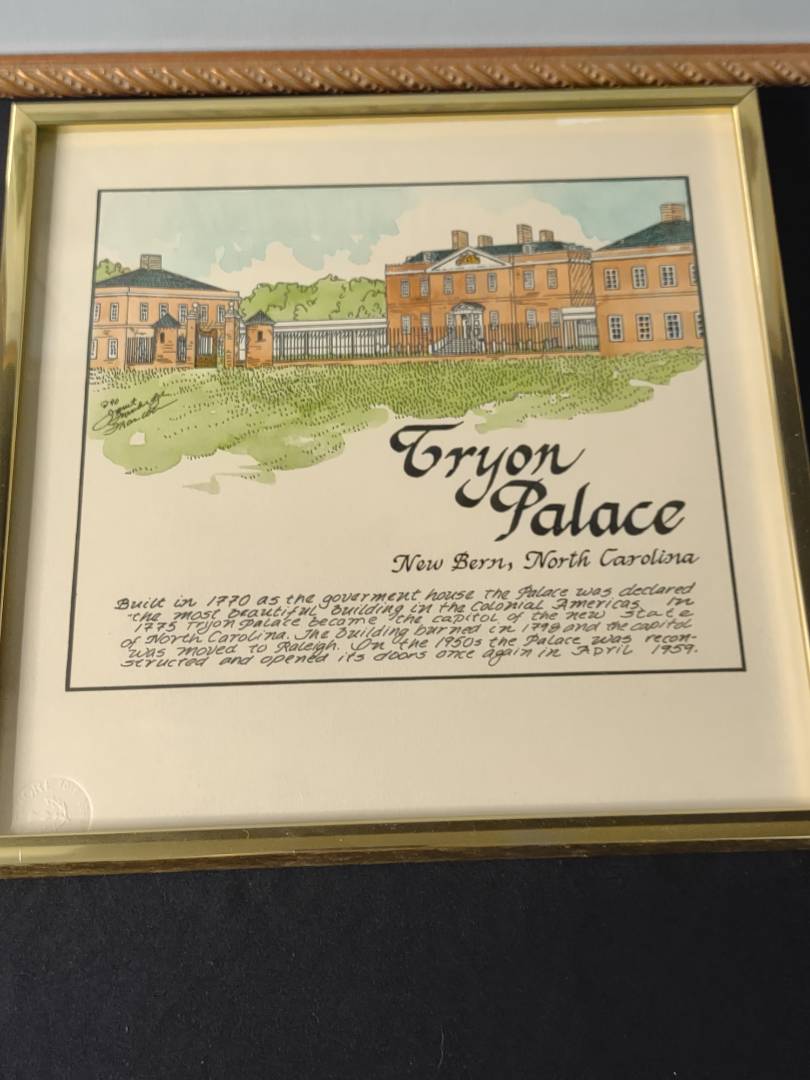 Tryon
Palace
New Bern, North Carolina
Built in 1770 as the goverment house the Palace was declared
the most beautiful building in the Colonial Americas. In
1775 Tryon Palace become the capitol of the new state
of North Carolina. The building burned in 1798 and the capitol
was moved to Raleigh. In the 1950s the Palace was recon-
structed and opened its doors once again in April 1959.